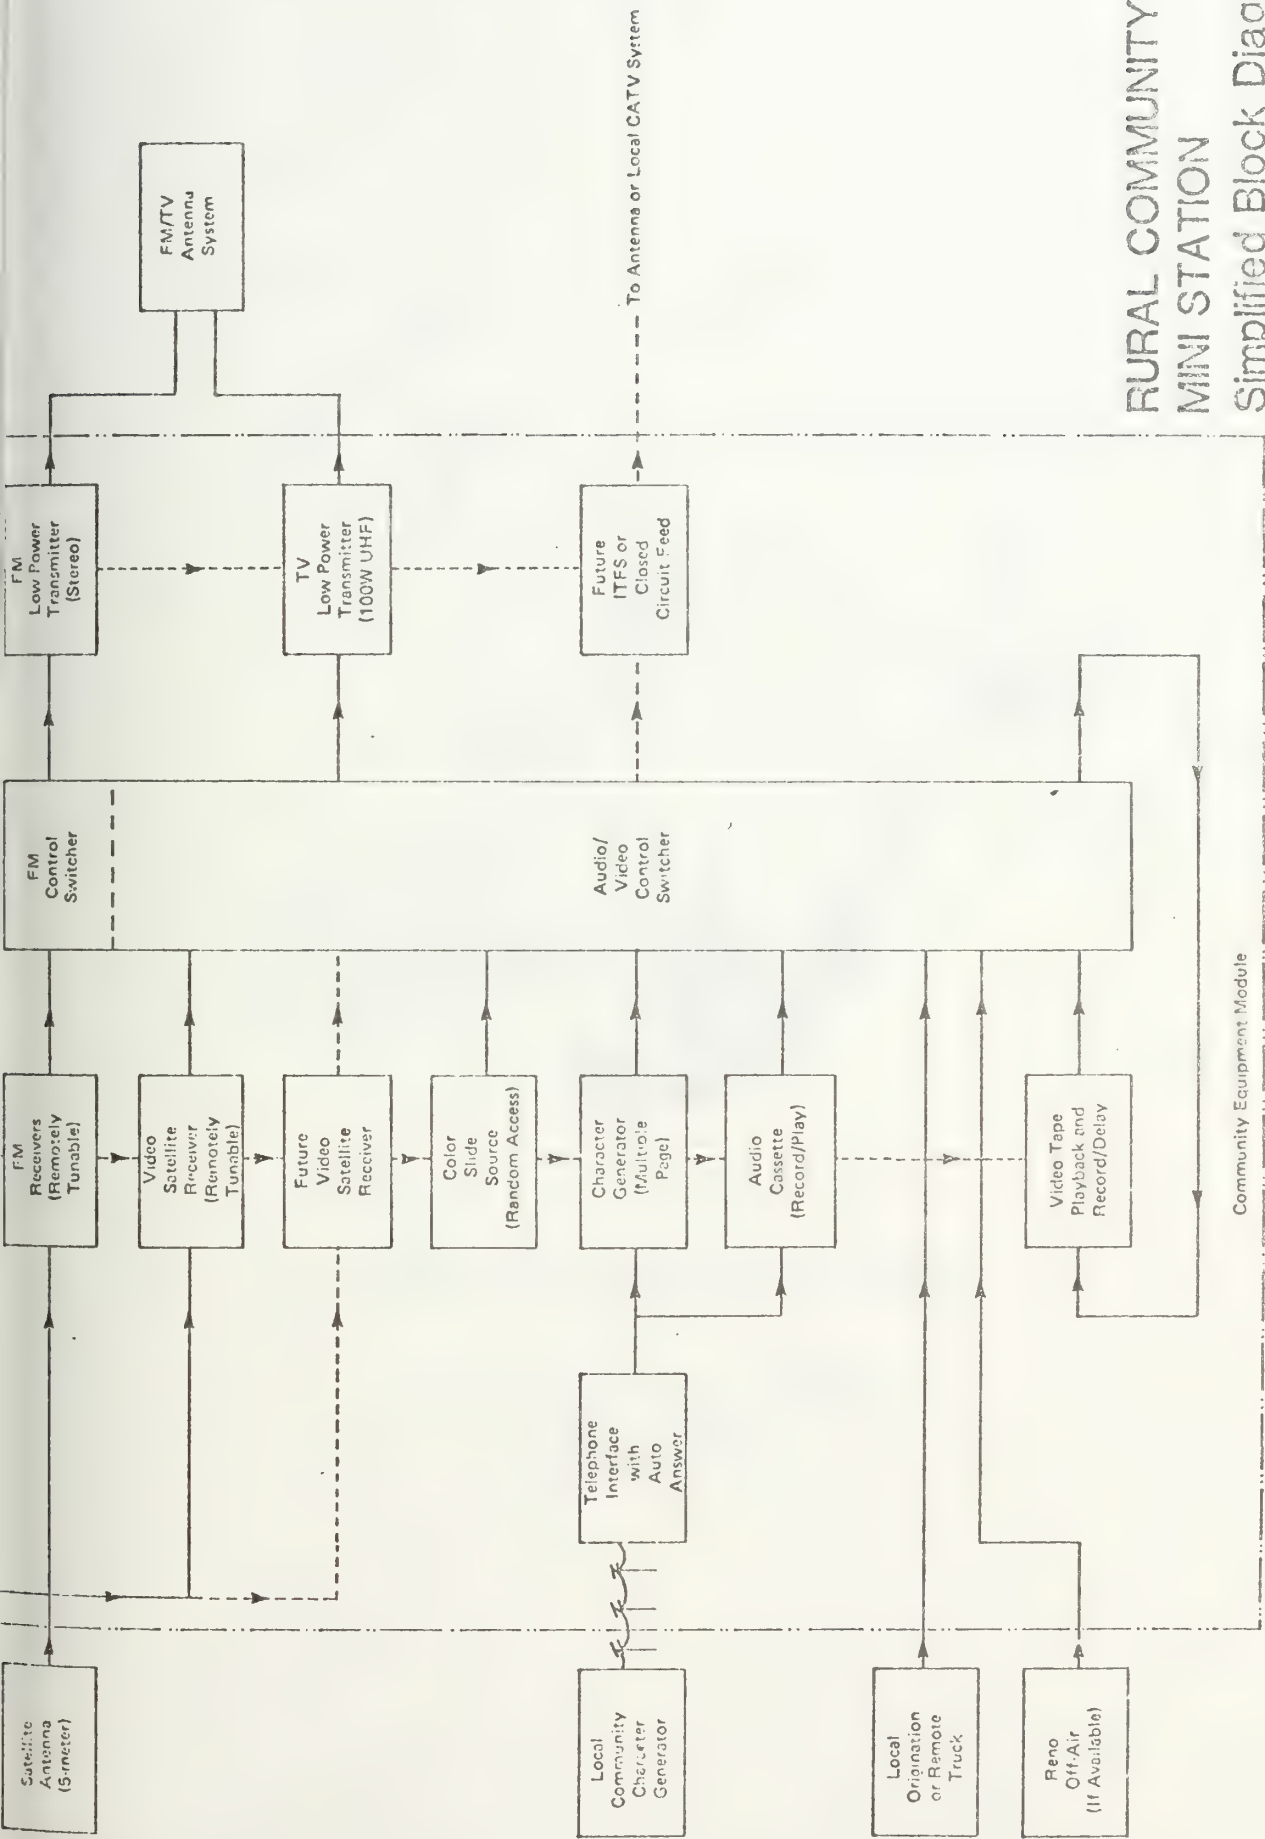 Satellite
Antenna
(5-meter)
Local
Community
Character
Generator
Local
Origination
or Remote
Truck
Reno
Off-Air
(If Available)
Telephone
Interface
with
Auto
Answer
FM
Receivers
(Remotely
Tunable)
Video
Satellite
Receiver
(Remotely
Tunable)
Future
Video
Satellite
Receiver
Color
Slide
Source
(Random Access)
Character
Generator
(Multiple
Page)
Audio
Cassette
(Record/Play)
Video Tape
Playback and
Record/Delay
FM
Control
Switcher
Audio/
Video
Control
Switcher
FM
Low Power
Transmitter
(Stereo)
TV
Low Power
Transmitter
(100W UHF)
Future
ITFS or
Closed
Circuit Feed
FM/TV
Antenna
System
To Antenna or Local CATV System
Community Equipment Module
RURAL COMMUNITY
MINI STATION
Simplified Block Diag